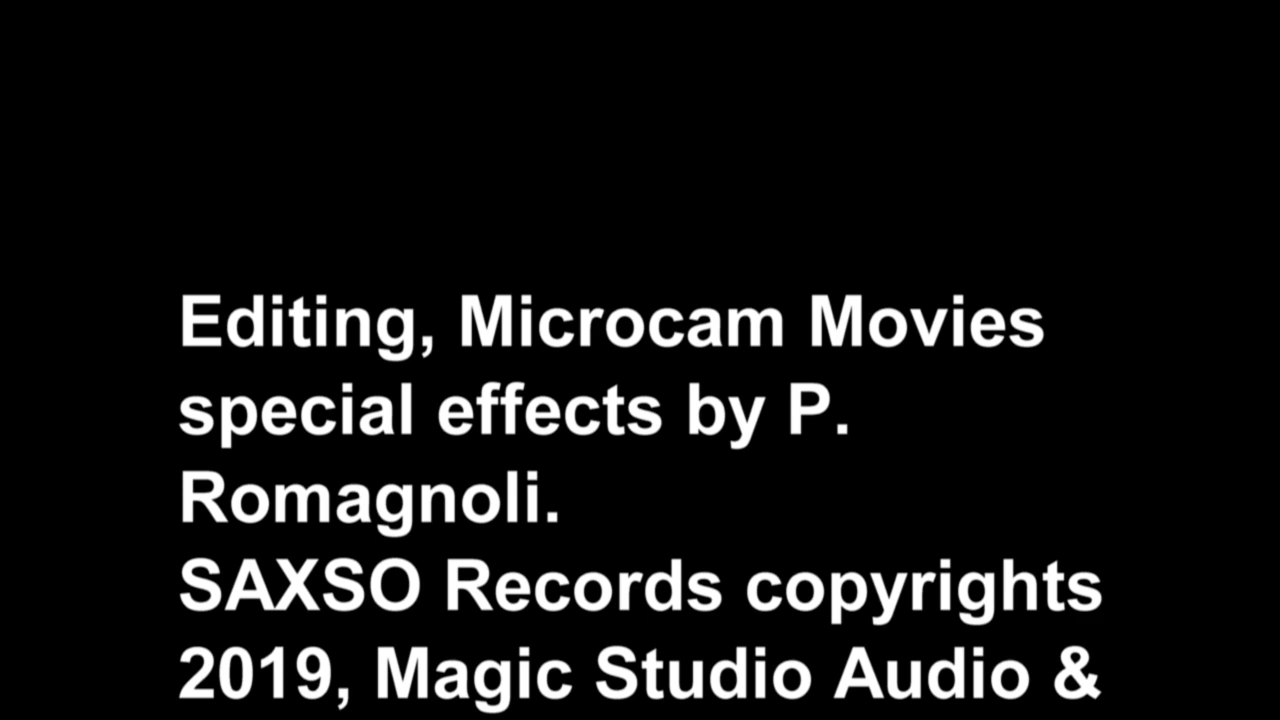 Editing, Microcam Movies
special effects by P.
Romagnoli.
SAXSO Records copyrights
2019, Magic Studio Audio &